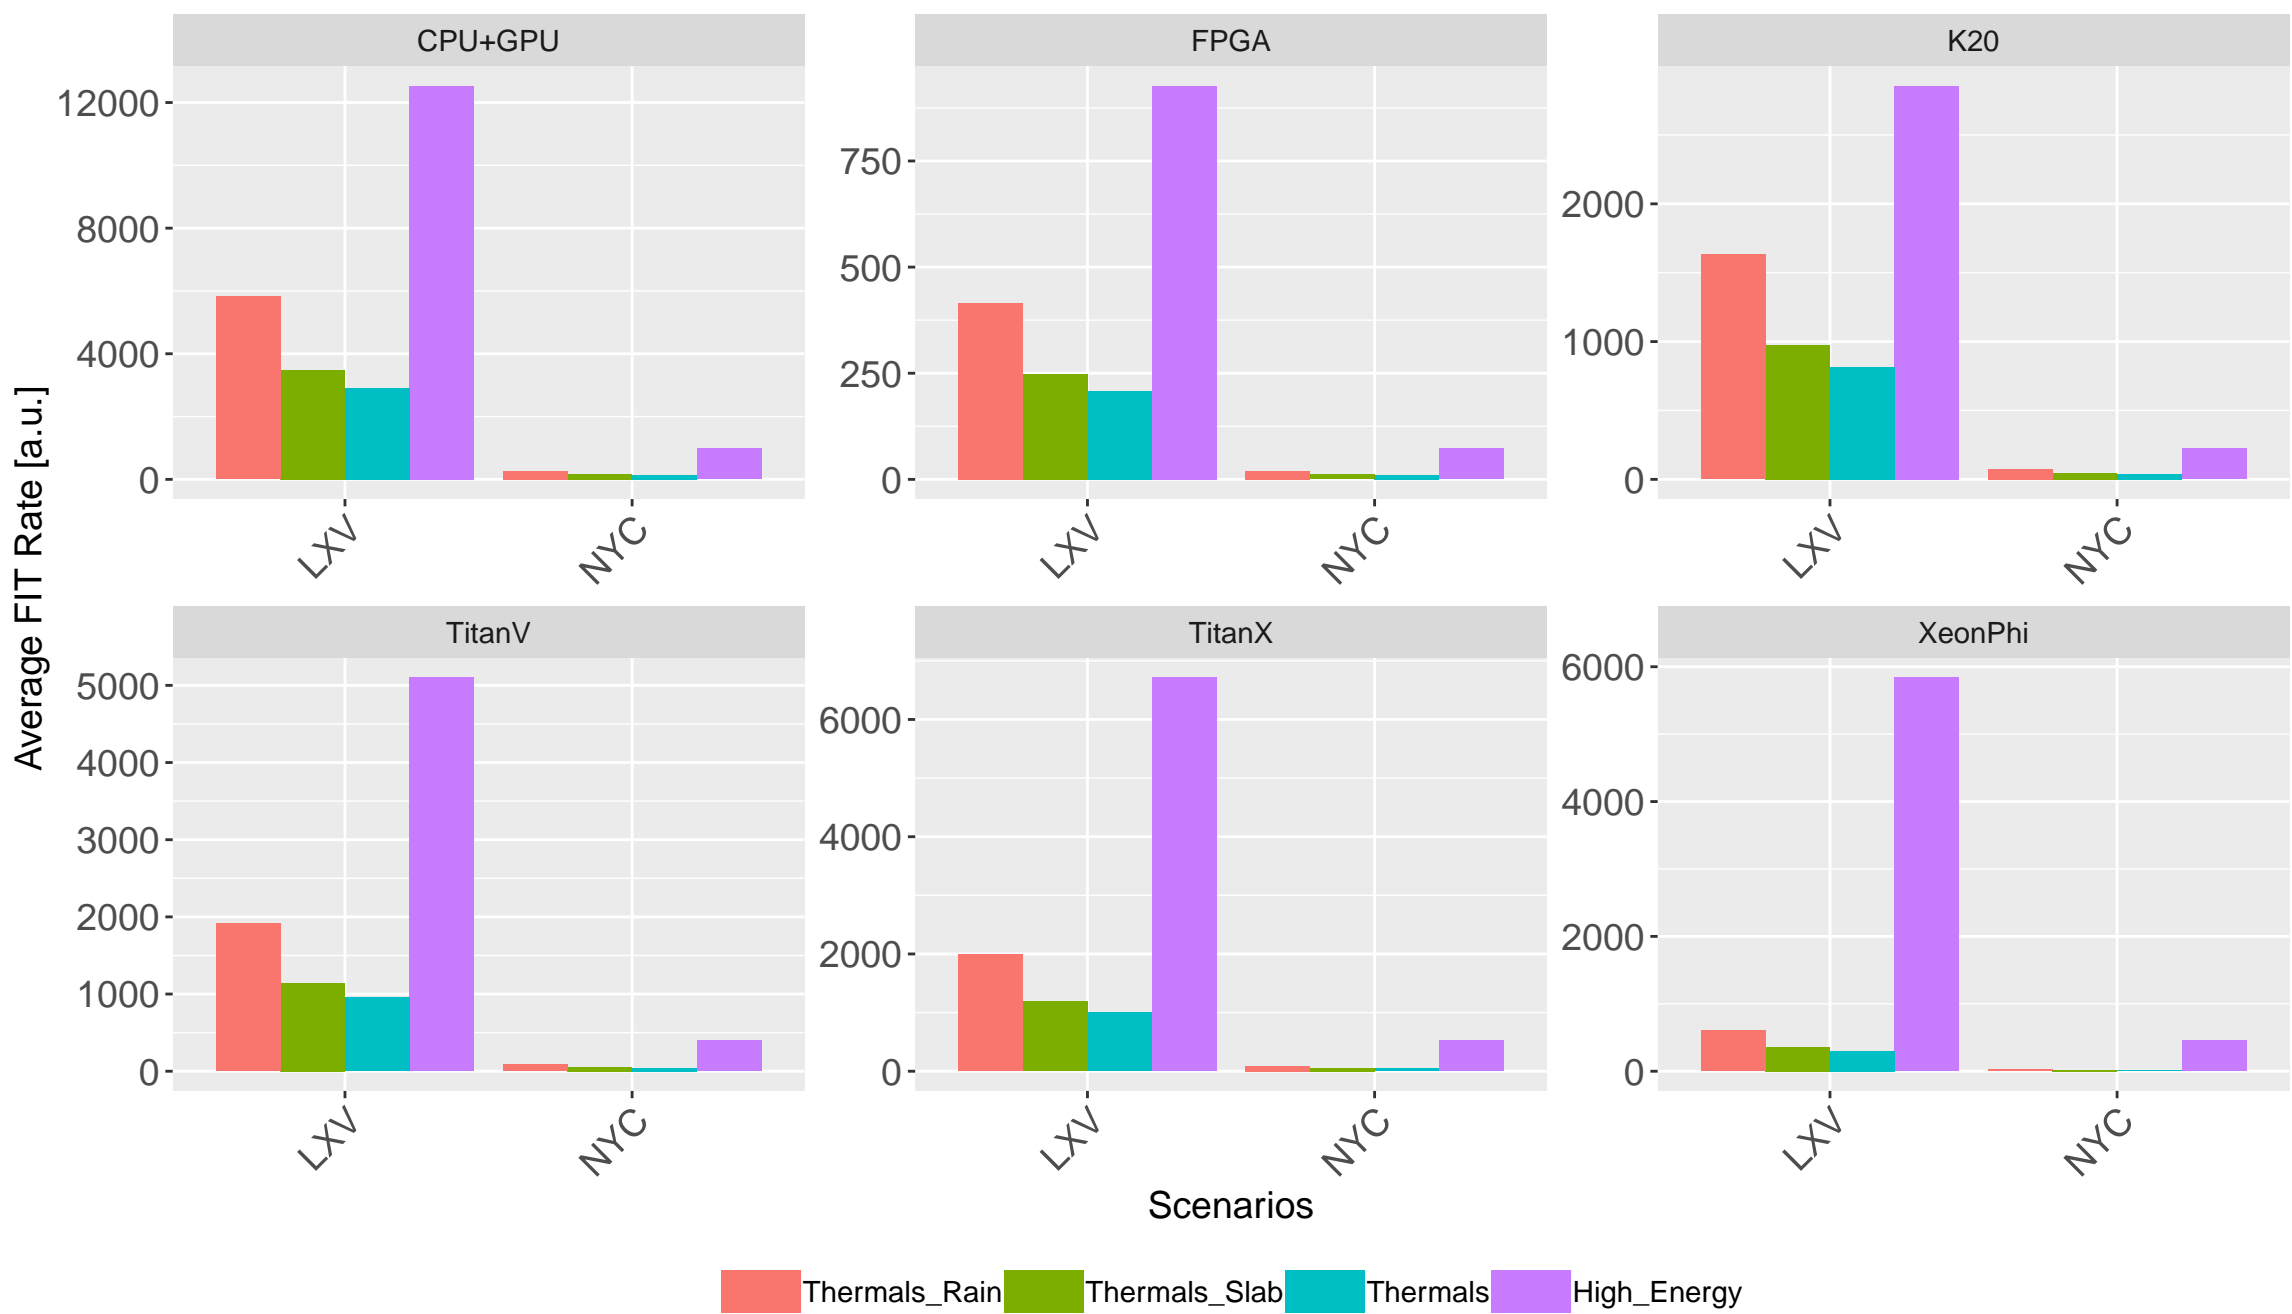 CPU+GPU
FPGA
K20
12000
8000
4000
0
750
500
250
0
2000
1000
0
LXV
NYC
LXV
NYC
LXV
NYC
Average FIT Rate [a.u.]
TitanV
TitanX
XeonPhi
5000
4000
3000
2000
1000
0
6000
4000
2000
0
6000
4000
2000
0
LXV
NYC
LXV
NYC
LXV
NYC
Scenarios
Thermals_Rain
Thermals_Slab
Thermals
High_Energy